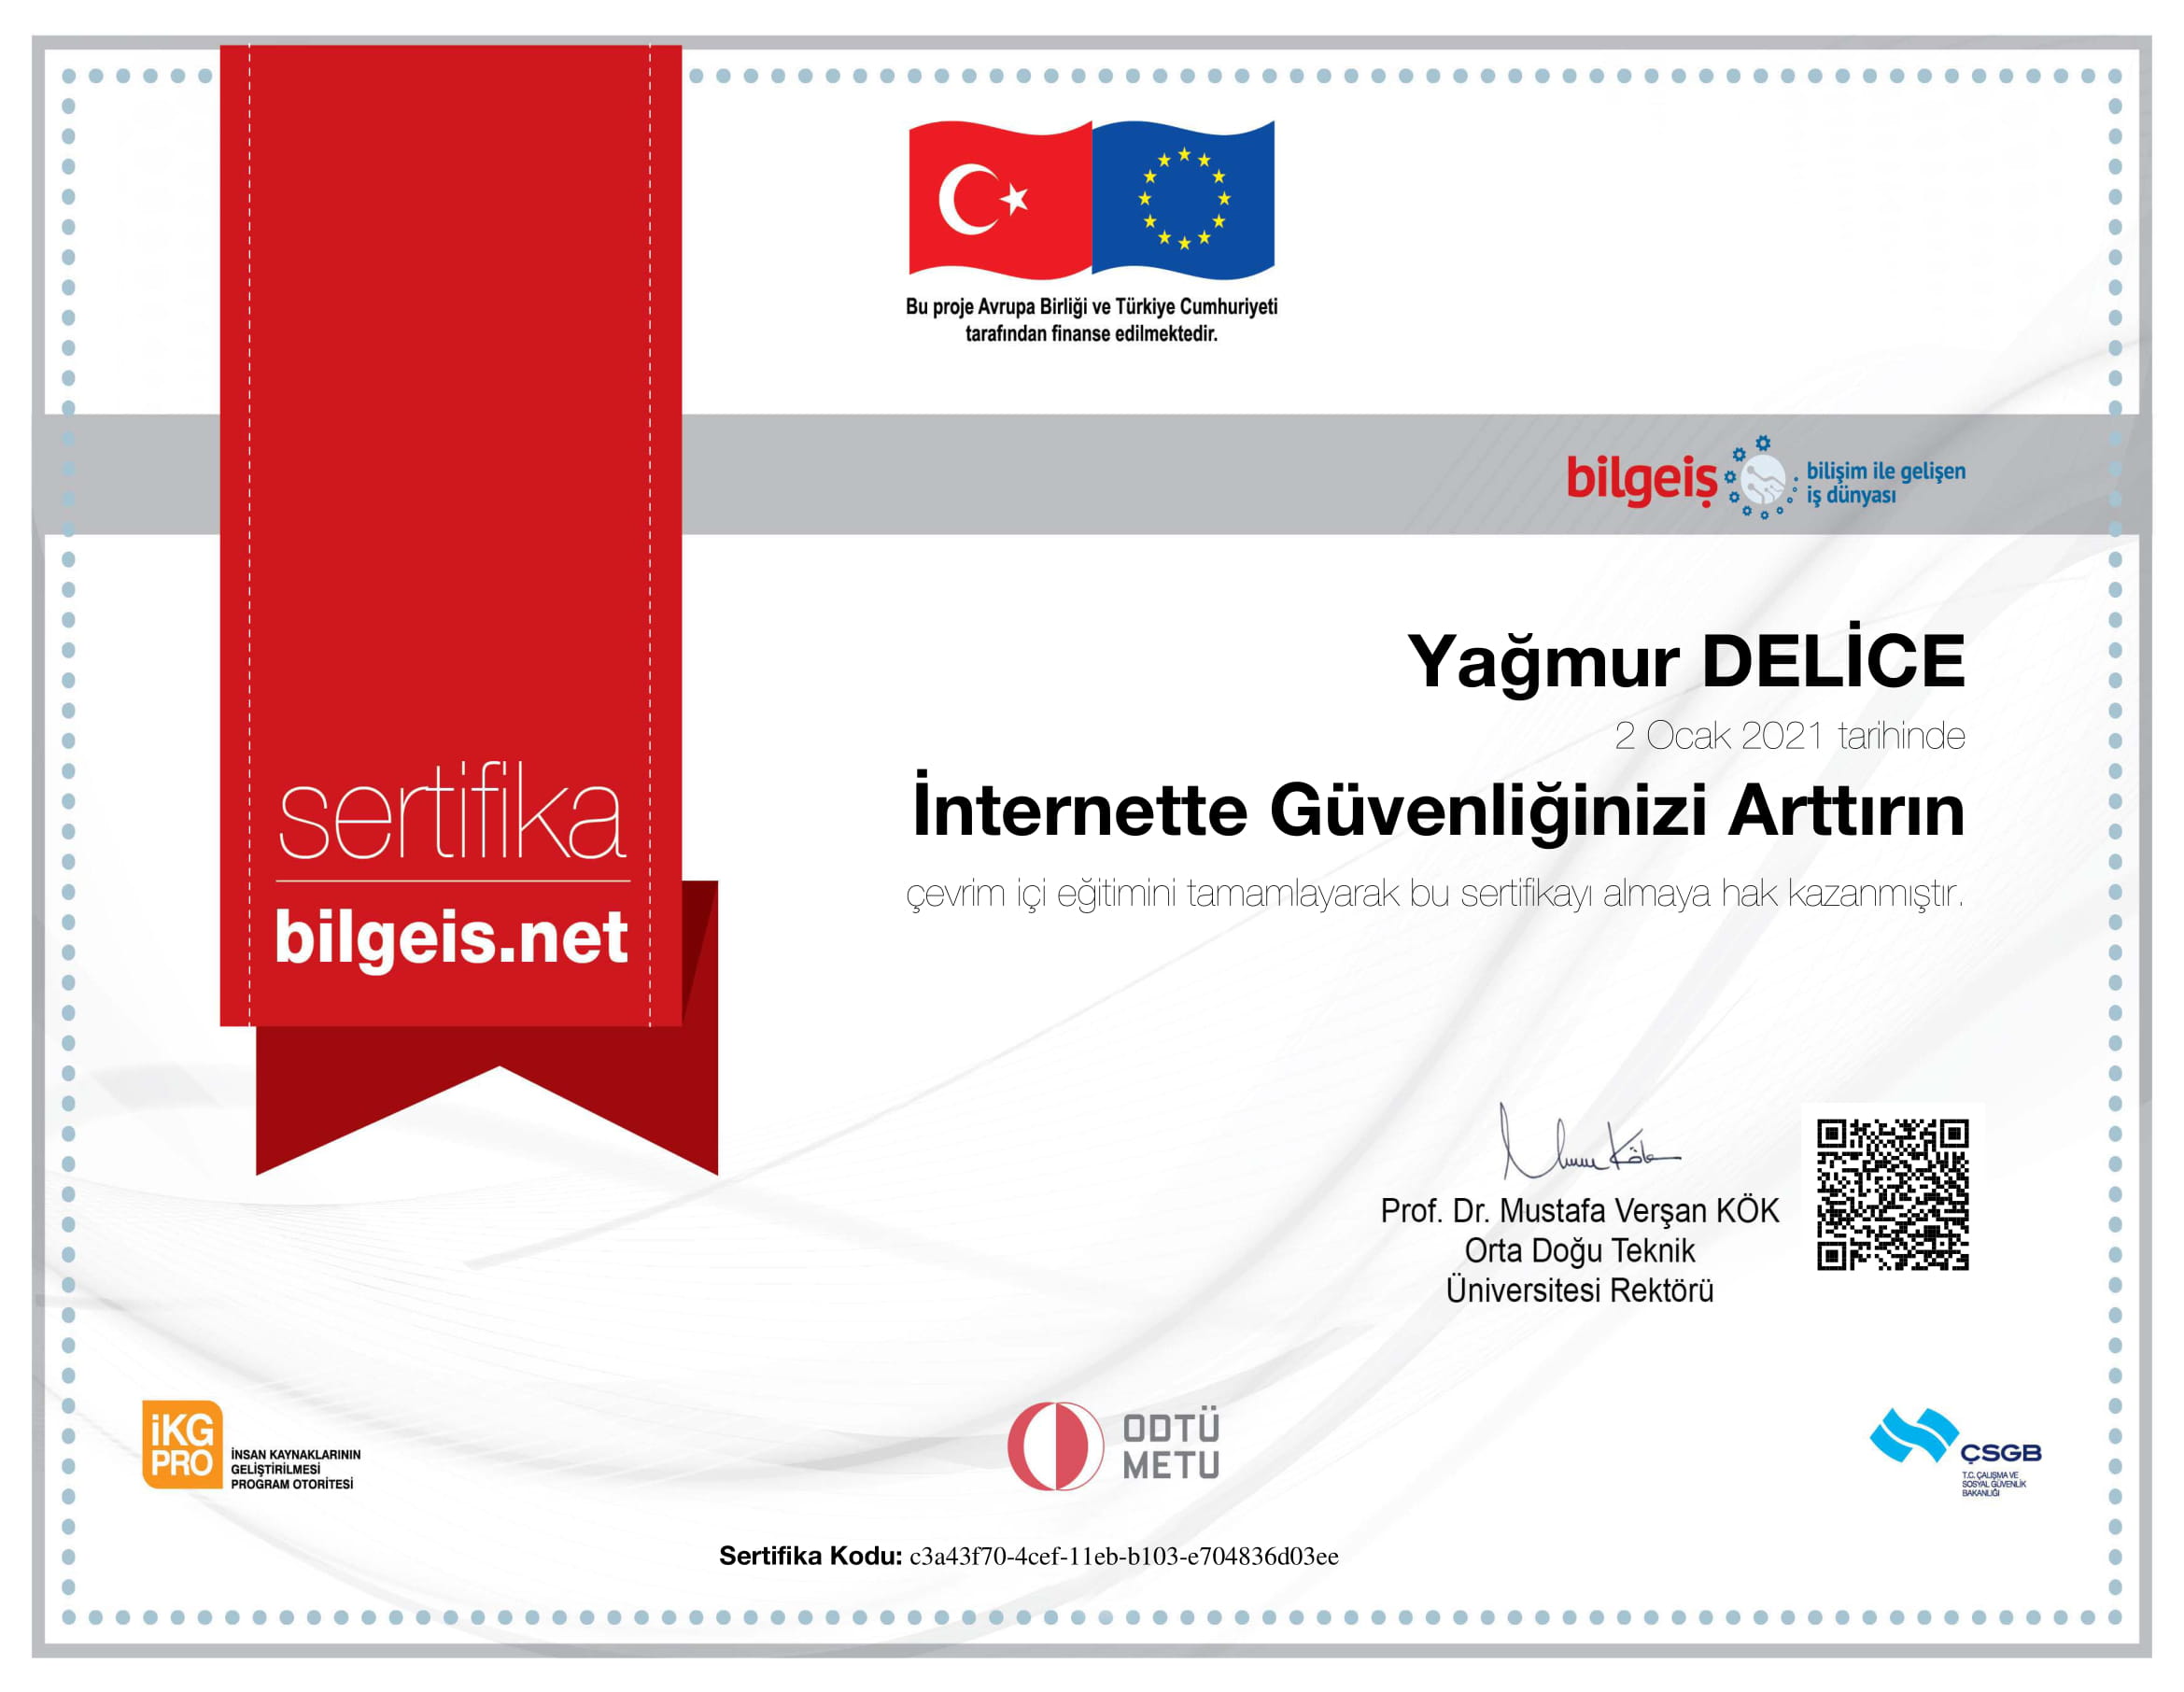 Bu proje Avrupa Birliği ve Türkiye Cumhuriyeti
tarafından finanse edilmektedir.
bilgeiş
bilişim ile gelişen
iş dünyası
Yağmur DELİCE
2 Ocak 2021 tarihinde
İnternette Güvenliğinizi Arttırın
çevrim içi eğitimini tamamlayarak bu sertifikayı almaya hak kazanmıştır.
sertifika
bilgeis.net
Prof. Dr. Mustafa Verşan KÖK
Orta Doğu Teknik
Üniversitesi Rektörü
iKG
PRO
İNSAN KAYNAKLARININ
GELİŞTİRİLMESİ
PROGRAM OTORİTESİ
ODTÜ
METU
ÇSGB
T.C. ÇALIŞMA VE
SOSYAL GÜVENLİK
BAKANLIĞI
Sertifika Kodu: c3a43f70-4cef-11eb-b103-e704836d03ee